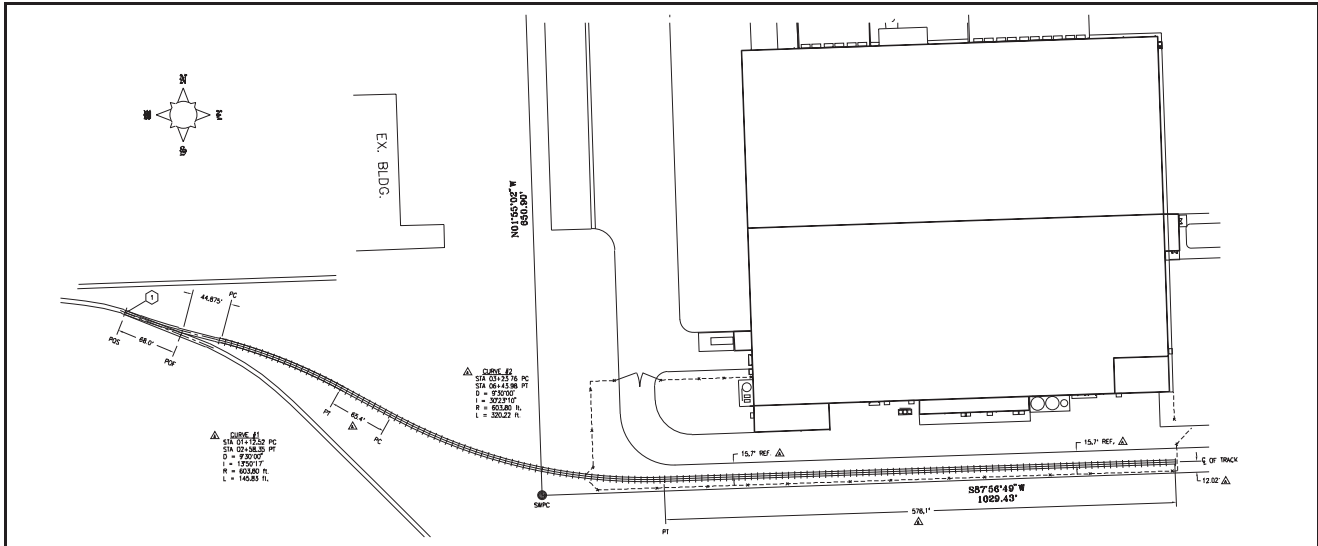 EX. BLDG.
N01°55'02" W
650.90'
1
44.875'
PC
POS
68.0'
POF
PT
65.4'
PC
CURVE #2
STA 03+23.76 PC
STA 06+43.98 PT
D = 9°30'00"
I = 30°23'10"
R = 603.80 ft.
L = 320.22 ft.
CURVE #1
STA 01+12.52 PC
STA 02+58.35 PT
D = 9°30'00"
I = 13°50'17"
R = 603.80 ft.
L = 145.83 ft.
15.7' REF.
15.7' REF.
℄ OF TRACK
12.02'
S87°56'49" W
1029.43'
SWPC
576.1'
PT